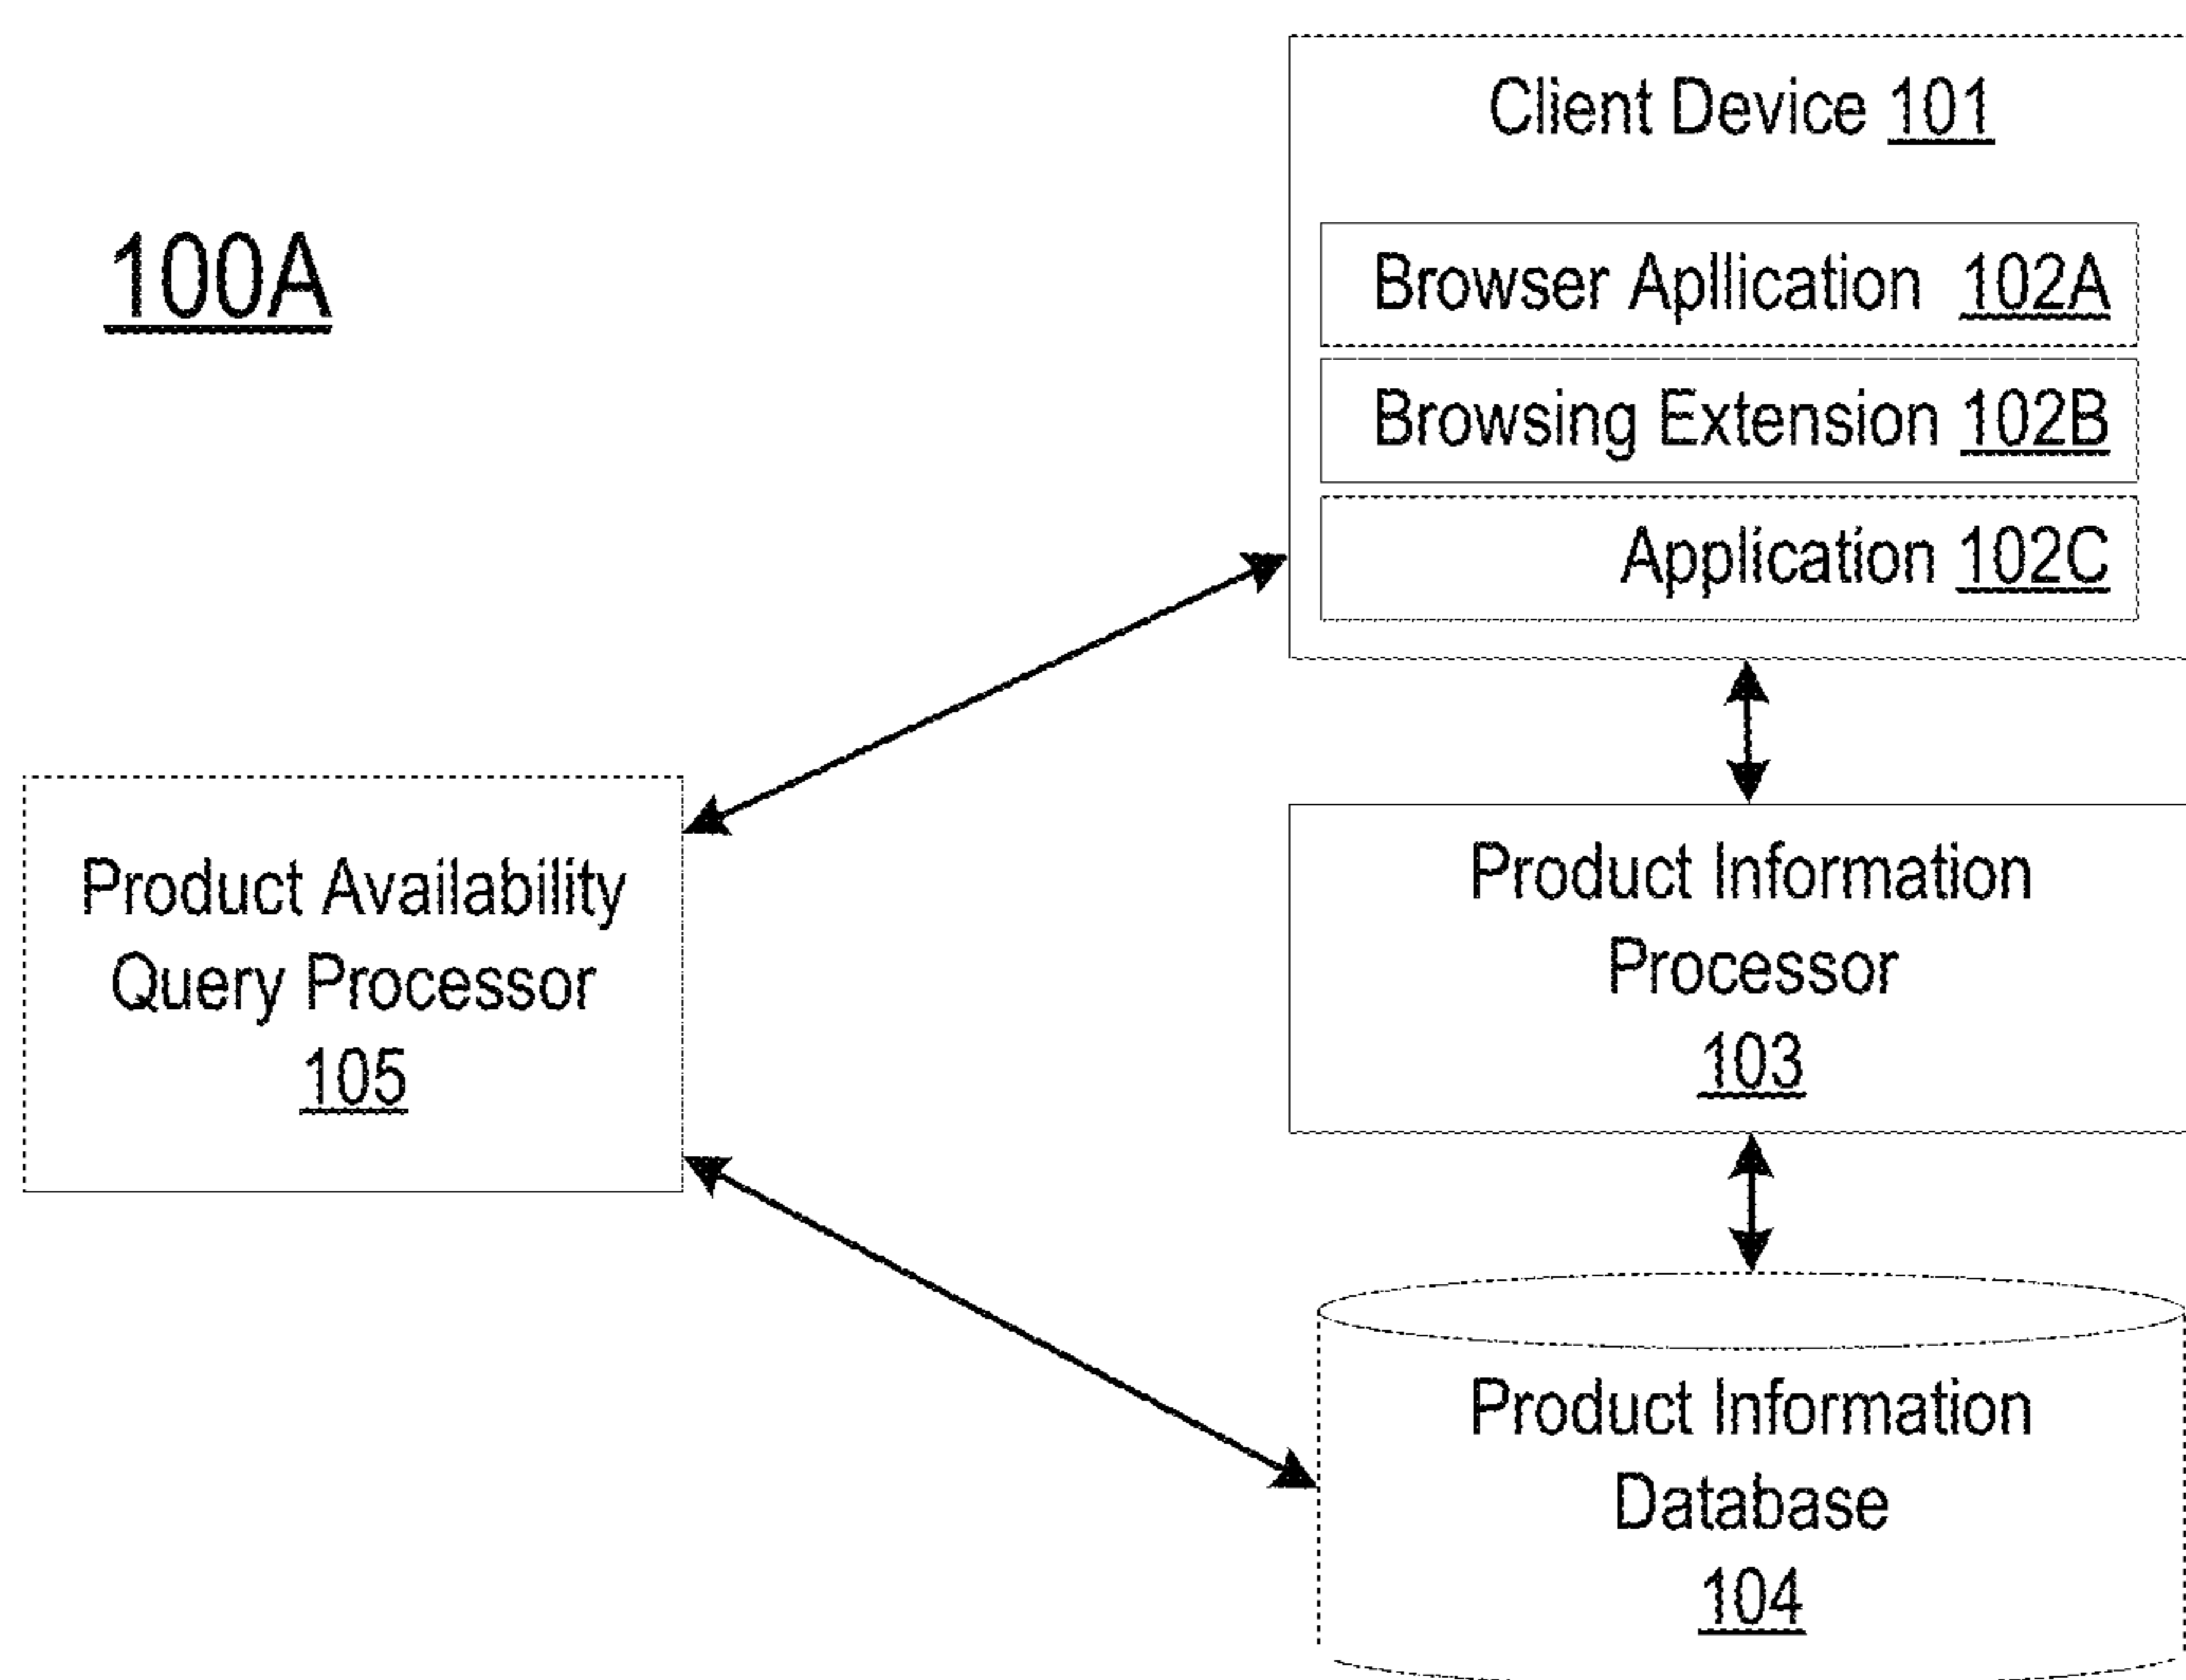 100A
Client Device 101
Browser Apllication 102A
Browsing Extension 102B
Application 102C
Product Availability
Query Processor
105
Product Information
Processor
103
Product Information
Database
104